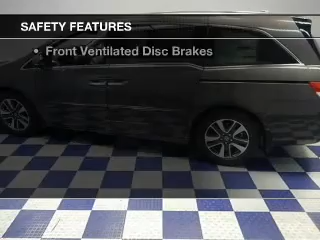 SAFETY FEATURES
• Front Ventilated Disc Brakes